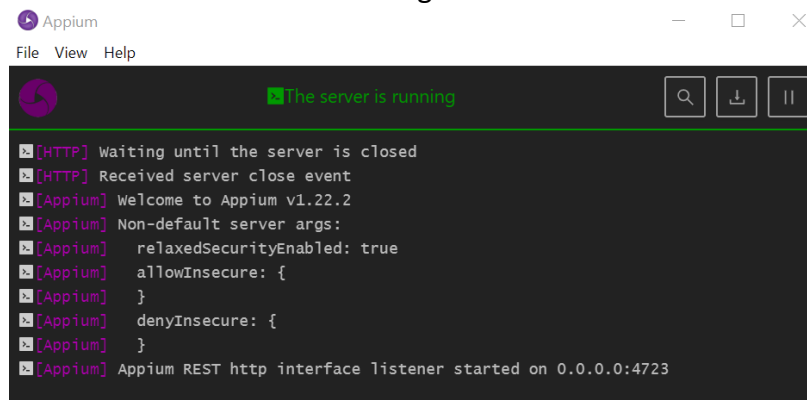 Appium
File View Help
The server is running
[HTTP] Waiting until the server is closed
[HTTP] Received server close event
[Appium] Welcome to Appium v1.22.2
[Appium] Non-default server args:
[Appium]   relaxedSecurityEnabled: true
[Appium]   allowInsecure: {
[Appium]   }
[Appium]   denyInsecure: {
[Appium]   }
[Appium] Appium REST http interface listener started on 0.0.0.0:4723